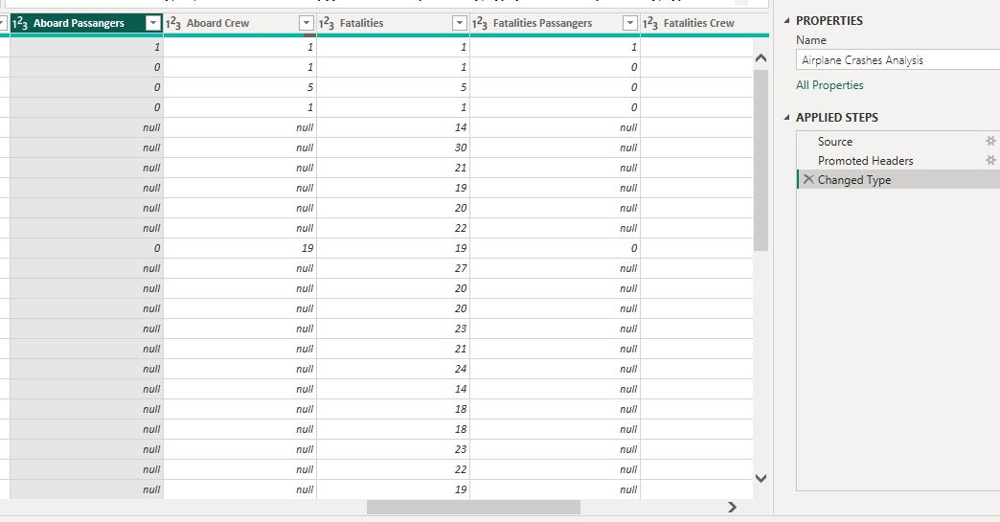 1²3 Aboard Passangers 1²3 Aboard Crew 1²3 Fatalities 1²3 Fatalities Passangers 1²3 Fatalities Crew
1 1 1 1
0 1 1 0
0 5 5 0
0 1 1 0
null null 14 null
null null 30 null
null null 21 null
null null 19 null
null null 20 null
null null 22 null
0 19 19 0
null null 27 null
null null 20 null
null null 20 null
null null 23 null
null null 21 null
null null 24 null
null null 14 null
null null 18 null
null null 18 null
null null 23 null
null null 22 null
null null 19 null
PROPERTIES
Name
Airplane Crashes Analysis
All Properties
APPLIED STEPS
Source
Promoted Headers
Changed Type